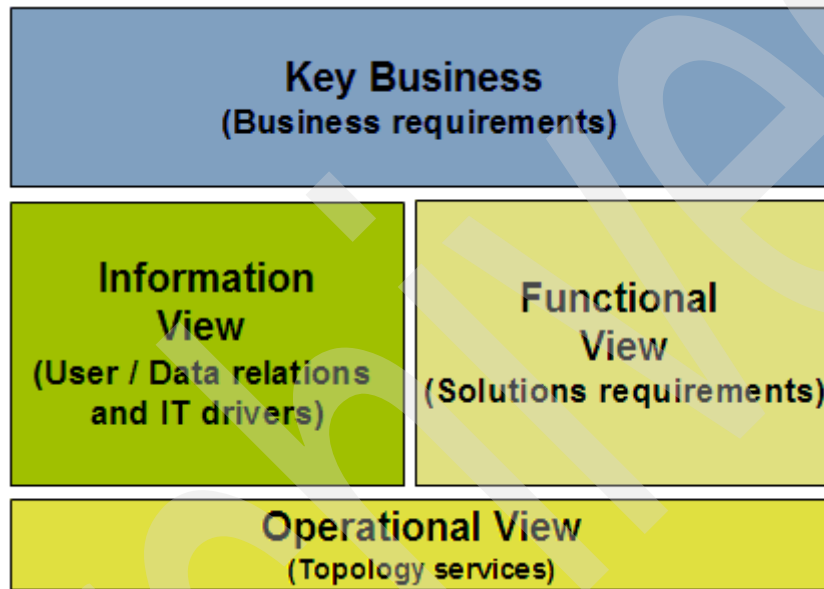 Key Business
(Business requirements)
Information
View
(User / Data relations
and IT drivers)
Functional
View
(Solutions requirements)
Operational View
(Topology services)